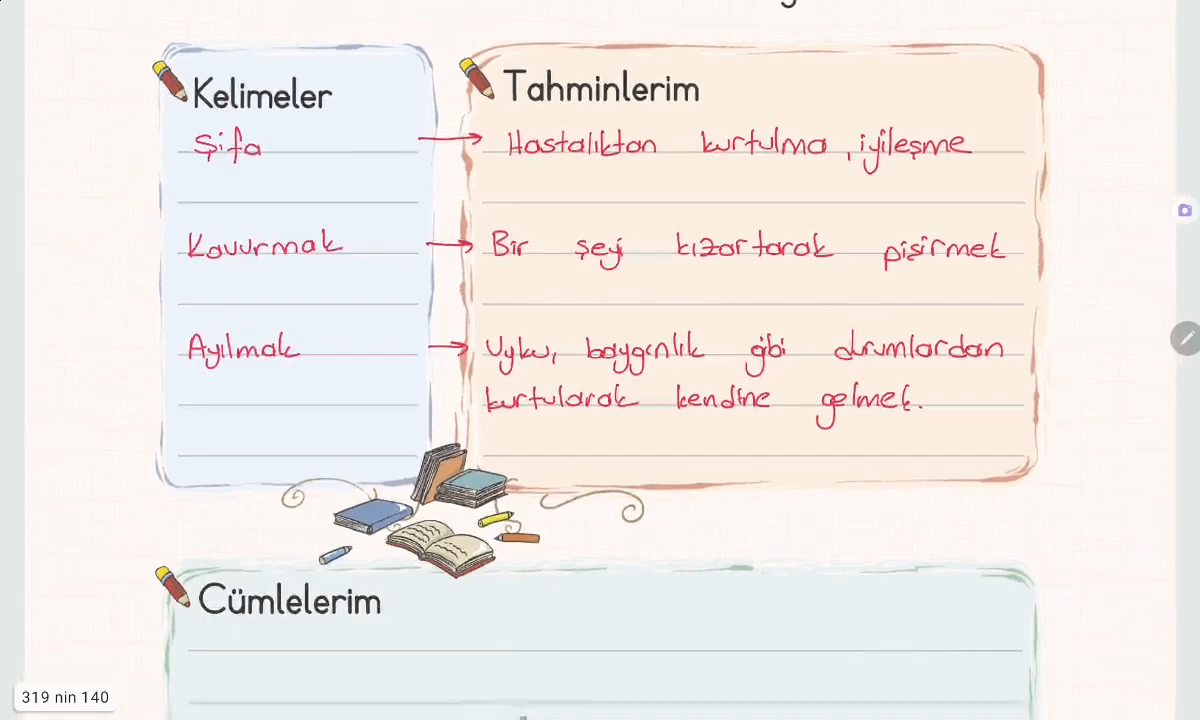 Kelimeler
Tahminlerim
Şifa → Hastalıktan kurtulma, iyileşme
Kavurmak → Bir şeyi kızartarak pişirmek
Ayılmak → Uyku, baygınlık gibi durumlardan
kurtularak kendine gelmek.
Cümlelerim
319 nin 140